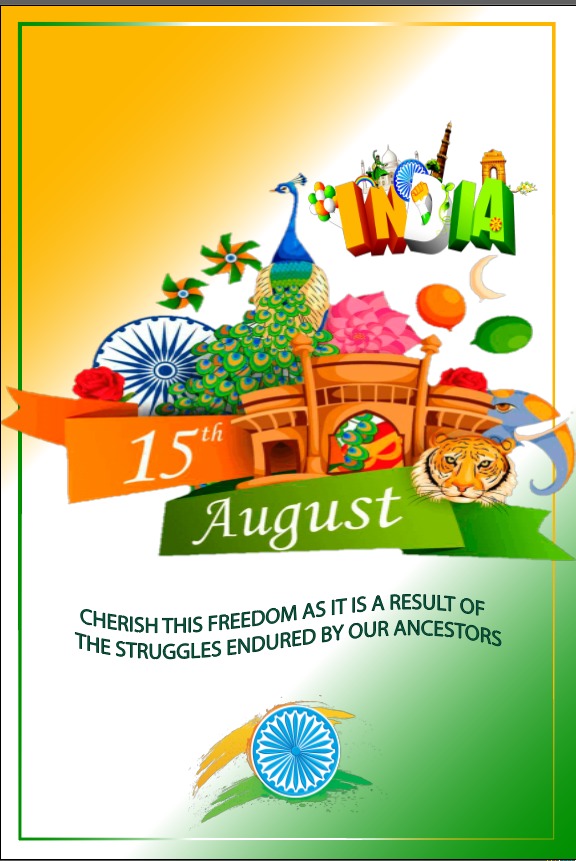 INDIA
15th
August
CHERISH THIS FREEDOM AS IT IS A RESULT OF
THE STRUGGLES ENDURED BY OUR ANCESTORS